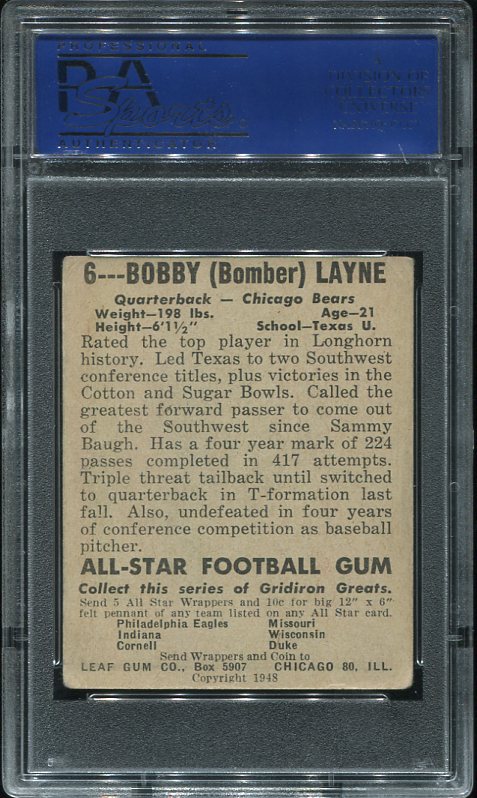 PROFESSIONAL
PSA
AUTHENTICATOR
A
DIVISION OF
COLLECTORS
UNIVERSE
6---BOBBY (Bomber) LAYNE
Quarterback — Chicago Bears
Weight—198 lbs. Age—21
Height—6'1½" School—Texas U.
Rated the top player in Longhorn
history. Led Texas to two Southwest
conference titles, plus victories in the
Cotton and Sugar Bowls. Called the
greatest forward passer to come out
of the Southwest since Sammy
Baugh. Has a four year mark of 224
passes completed in 417 attempts.
Triple threat tailback until switched
to quarterback in T-formation last
fall. Also, undefeated in four years
of conference competition as baseball
pitcher.
ALL-STAR FOOTBALL GUM
Collect this series of Gridiron Greats.
Send 5 All Star Wrappers and 10c for big 12" x 6"
felt pennant of any team listed on any All Star card.
Philadelphia Eagles Missouri
Indiana Wisconsin
Cornell Duke
Send Wrappers and Coin to
LEAF GUM CO., Box 5907 CHICAGO 80, ILL.
Copyright 1948